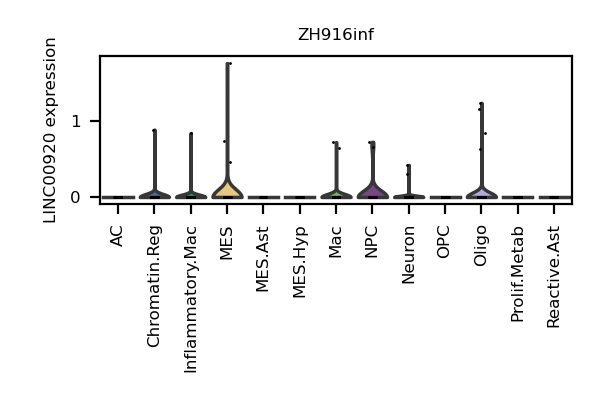 ZH916inf
LINC00920 expression
1
0
AC
Chromatin.Reg
Inflammatory.Mac
MES
MES.Ast
MES.Hyp
Mac
NPC
Neuron
OPC
Oligo
Prolif.Metab
Reactive.Ast